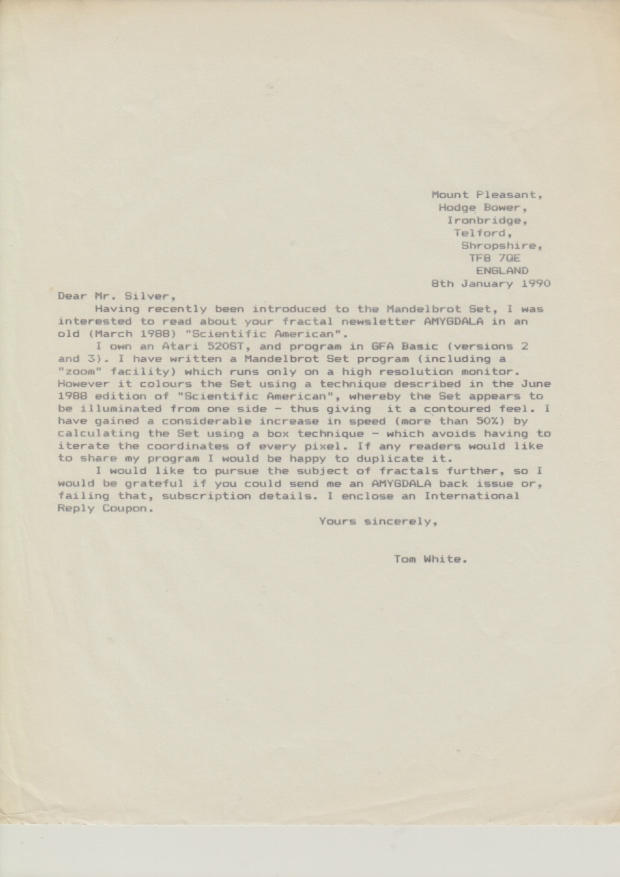 Mount Pleasant,
Hodge Bower,
Ironbridge,
Telford,
Shropshire,
TF8 7QE
ENGLAND
8th January 1990
Dear Mr. Silver,
Having recently been introduced to the Mandelbrot Set, I was
interested to read about your fractal newsletter AMYGDALA in an
old (March 1988) "Scientific American".
I own an Atari 520ST, and program in GFA Basic (versions 2
and 3). I have written a Mandelbrot Set program (including a
"zoom" facility) which runs only on a high resolution monitor.
However it colours the Set using a technique described in the June
1988 edition of "Scientific American", whereby the Set appears to
be illuminated from one side - thus giving it a contoured feel. I
have gained a considerable increase in speed (more than 50%) by
calculating the Set using a box technique - which avoids having to
iterate the coordinates of every pixel. If any readers would like
to share my program I would be happy to duplicate it.
I would like to pursue the subject of fractals further, so I
would be grateful if you could send me an AMYGDALA back issue or,
failing that, subscription details. I enclose an International
Reply Coupon.
Yours sincerely,
Tom White.